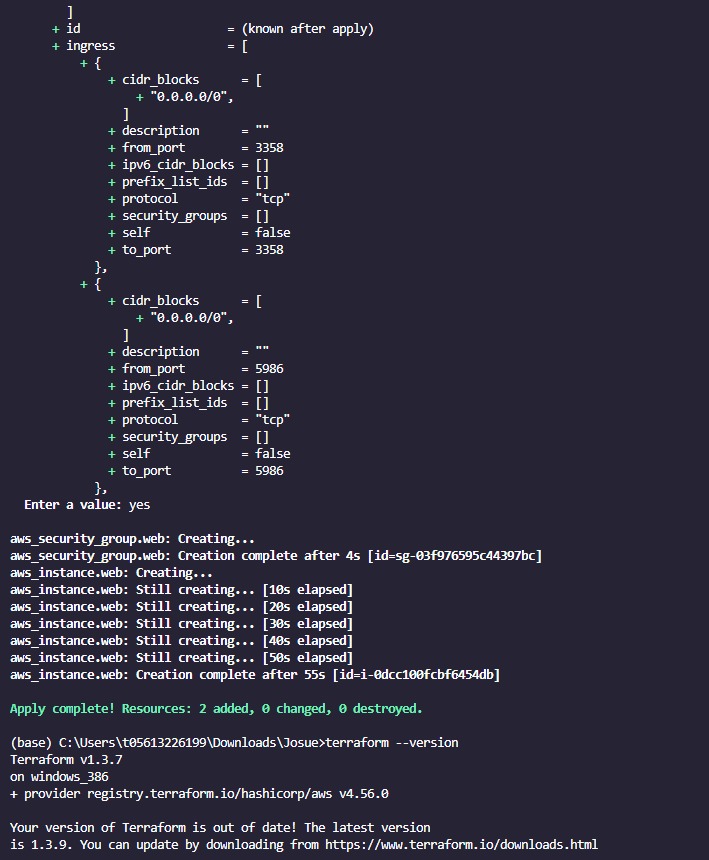 ]
+ id = (known after apply)
+ ingress = [
+ {
+ cidr_blocks = [
+ "0.0.0.0/0",
]
+ description = ""
+ from_port = 3358
+ ipv6_cidr_blocks = []
+ prefix_list_ids = []
+ protocol = "tcp"
+ security_groups = []
+ self = false
+ to_port = 3358
},
+ {
+ cidr_blocks = [
+ "0.0.0.0/0",
]
+ description = ""
+ from_port = 5986
+ ipv6_cidr_blocks = []
+ prefix_list_ids = []
+ protocol = "tcp"
+ security_groups = []
+ self = false
+ to_port = 5986
},
Enter a value: yes
aws_security_group.web: Creating...
aws_security_group.web: Creation complete after 4s [id=sg-03f976595c44397bc]
aws_instance.web: Creating...
aws_instance.web: Still creating... [10s elapsed]
aws_instance.web: Still creating... [20s elapsed]
aws_instance.web: Still creating... [30s elapsed]
aws_instance.web: Still creating... [40s elapsed]
aws_instance.web: Still creating... [50s elapsed]
aws_instance.web: Creation complete after 55s [id=i-0dcc100fcbf6454db]
Apply complete! Resources: 2 added, 0 changed, 0 destroyed.
(base) C:\Users\t05613226199\Downloads\Josue>terraform --version
Terraform v1.3.7
on windows_386
+ provider registry.terraform.io/hashicorp/aws v4.56.0
Your version of Terraform is out of date! The latest version
is 1.3.9. You can update by downloading from https://www.terraform.io/downloads.html